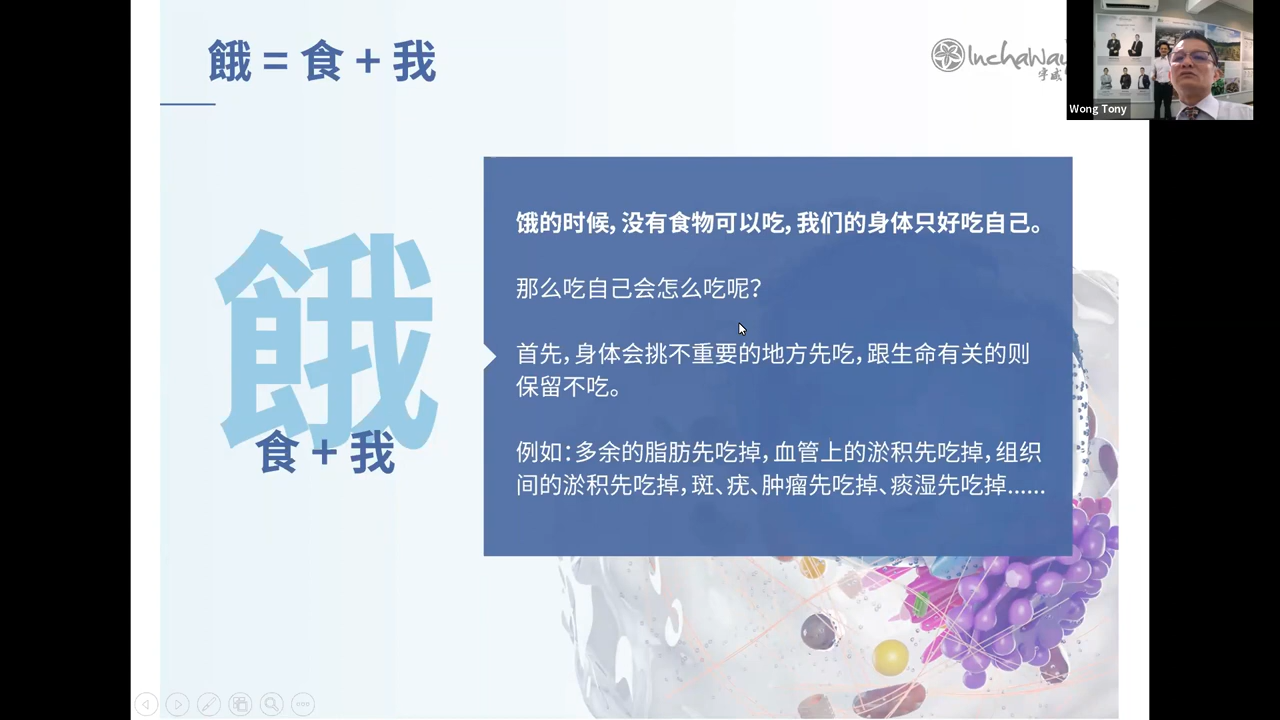 餓 = 食 + 我
Inchaway
宇威
Wong Tony
餓
食 + 我
饿的时候, 没有食物可以吃, 我们的身体只好吃自己。
那么吃自己会怎么吃呢?
首先, 身体会挑不重要的地方先吃, 跟生命有关的则
保留不吃。
例如: 多余的脂肪先吃掉, 血管上的淤积先吃掉, 组织
间的淤积先吃掉, 斑、疣、肿瘤先吃掉、痰湿先吃掉......